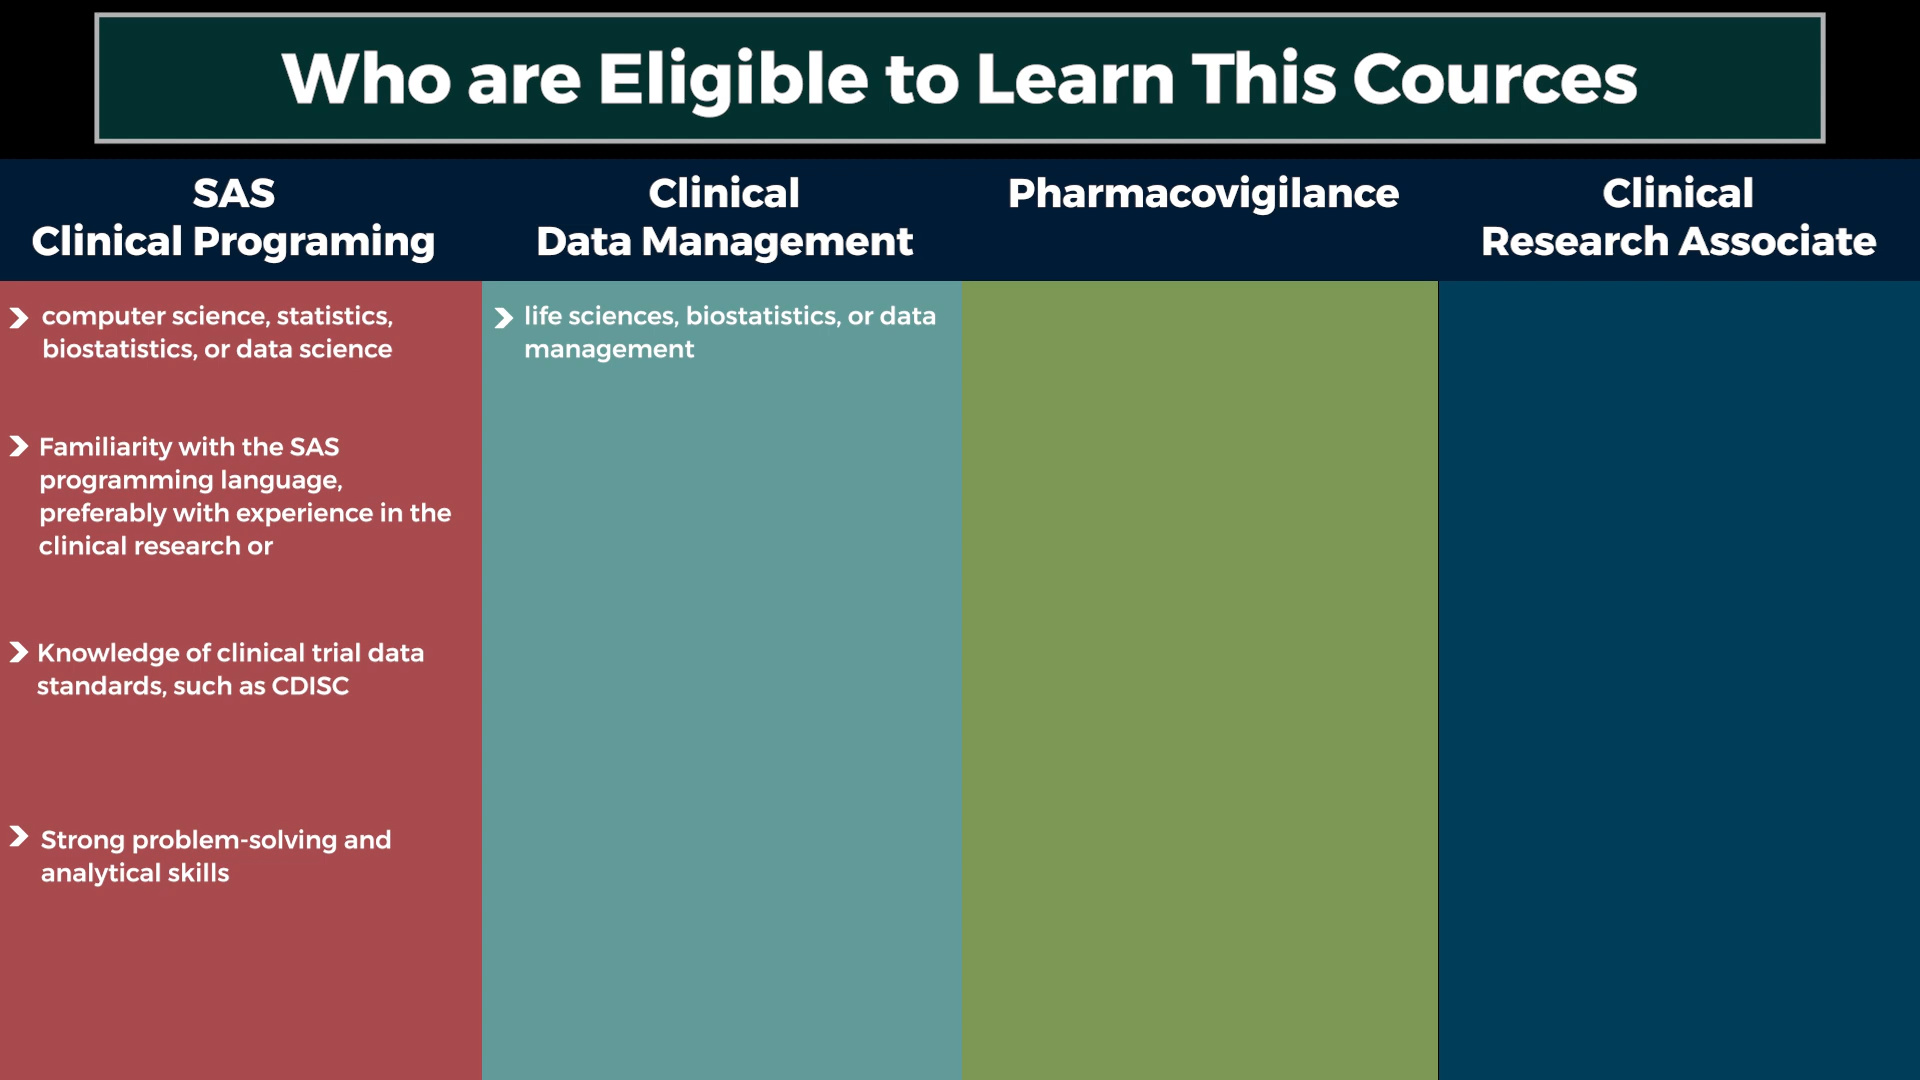 Who are Eligible to Learn This Cources
SAS
Clinical Programing
Clinical
Data Management
Pharmacovigilance
Clinical
Research Associate
computer science, statistics,
biostatistics, or data science
Familiarity with the SAS
programming language,
preferably with experience in the
clinical research or
Knowledge of clinical trial data
standards, such as CDISC
Strong problem-solving and
analytical skills
life sciences, biostatistics, or data
management